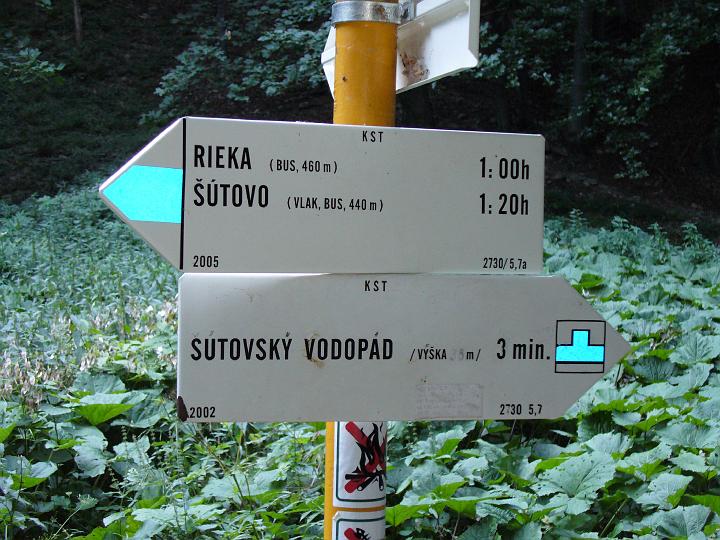 KST
RIEKA (BUS, 460 m) 1:00h
ŠÚTOVO (VLAK, BUS, 440 m) 1:20h
2005 2730/5,7a
KST
ŠÚTOVSKÝ VODOPÁD /VÝŠKA 38 m/ 3 min.
2002 2730 5,7